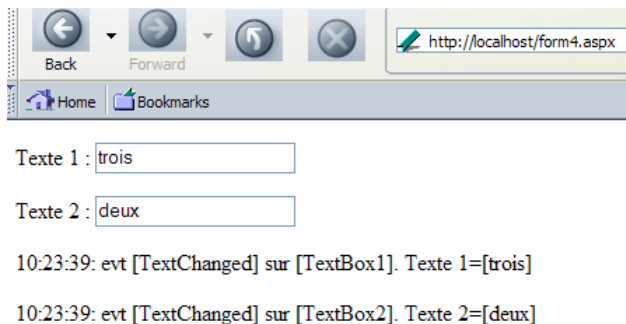 Back
Forward
http://localhost/form4.aspx
Home
Bookmarks
Texte 1 : trois
Texte 2 : deux
10:23:39: evt [TextChanged] sur [TextBox1]. Texte 1=[trois]
10:23:39: evt [TextChanged] sur [TextBox2]. Texte 2=[deux]